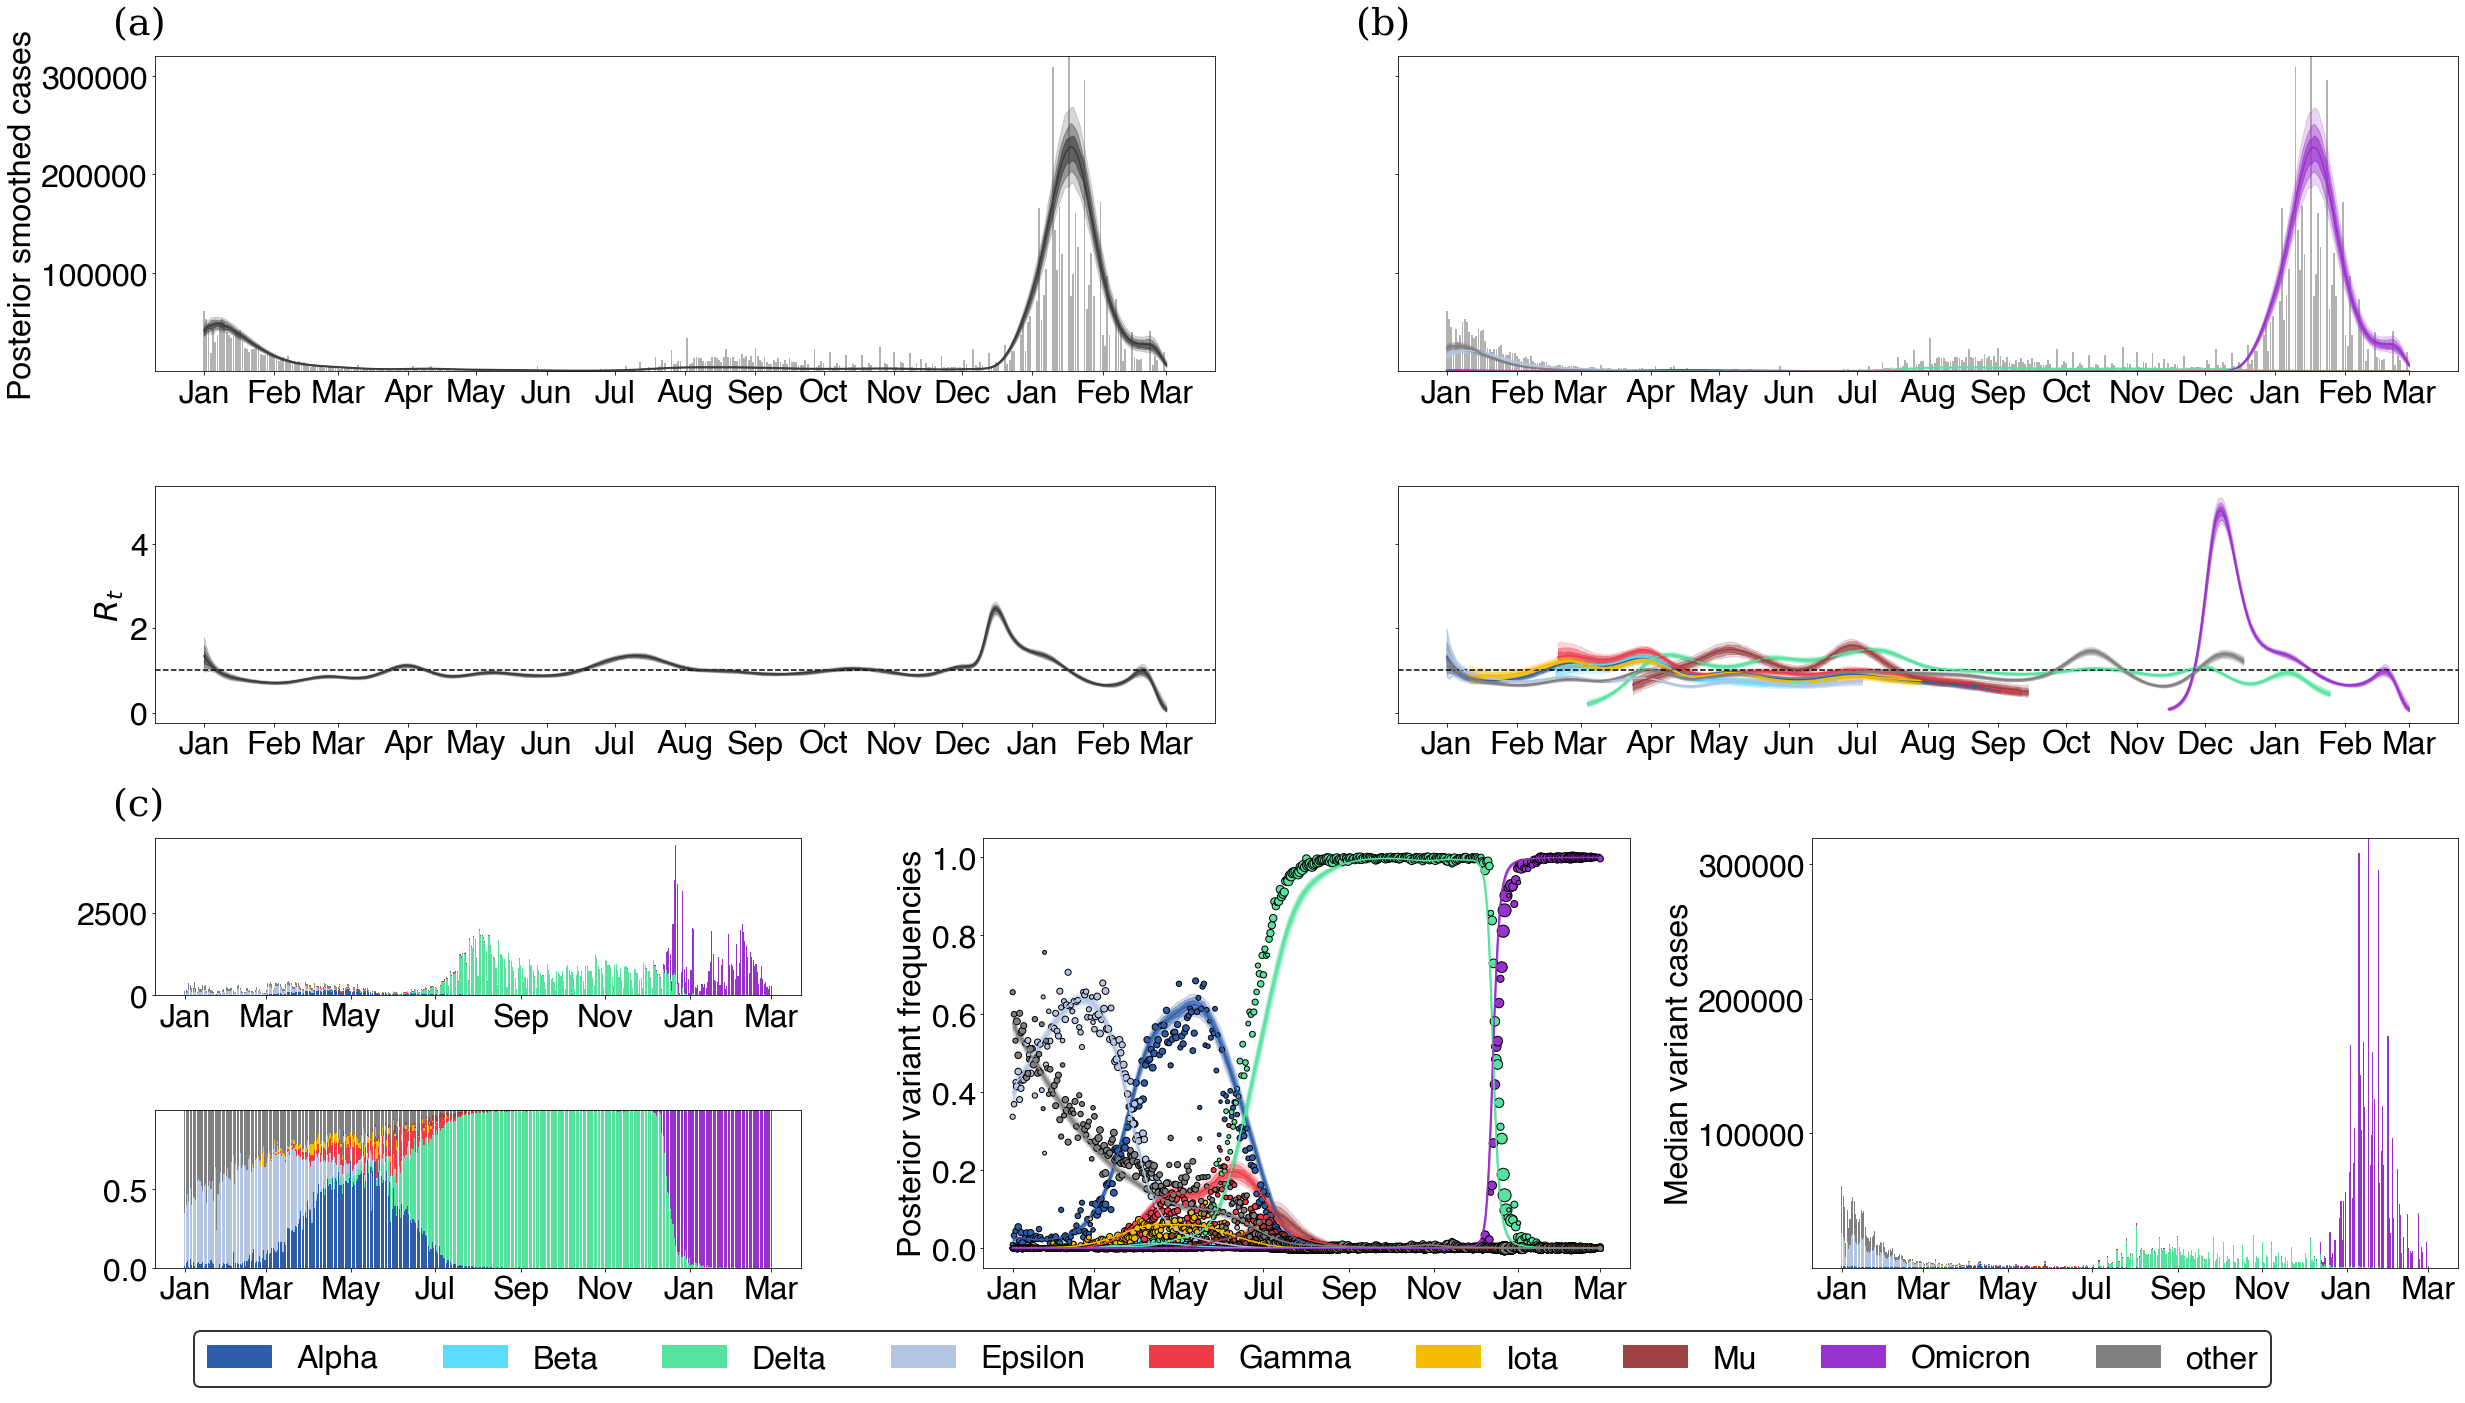 (a)
(b)
Posterior smoothed cases
300000
200000
100000
Jan Feb Mar Apr May Jun Jul Aug Sep Oct Nov Dec Jan Feb Mar
Jan Feb Mar Apr May Jun Jul Aug Sep Oct Nov Dec Jan Feb Mar
R_t
4
2
0
Jan Feb Mar Apr May Jun Jul Aug Sep Oct Nov Dec Jan Feb Mar
Jan Feb Mar Apr May Jun Jul Aug Sep Oct Nov Dec Jan Feb Mar
(c)
2500
0
Jan Mar May Jul Sep Nov Jan Mar
0.5
0.0
Jan Mar May Jul Sep Nov Jan Mar
Posterior variant frequencies
1.0
0.8
0.6
0.4
0.2
0.0
Jan Mar May Jul Sep Nov Jan Mar
Median variant cases
300000
200000
100000
Jan Mar May Jul Sep Nov Jan Mar
Alpha Beta Delta Epsilon Gamma Iota Mu Omicron other